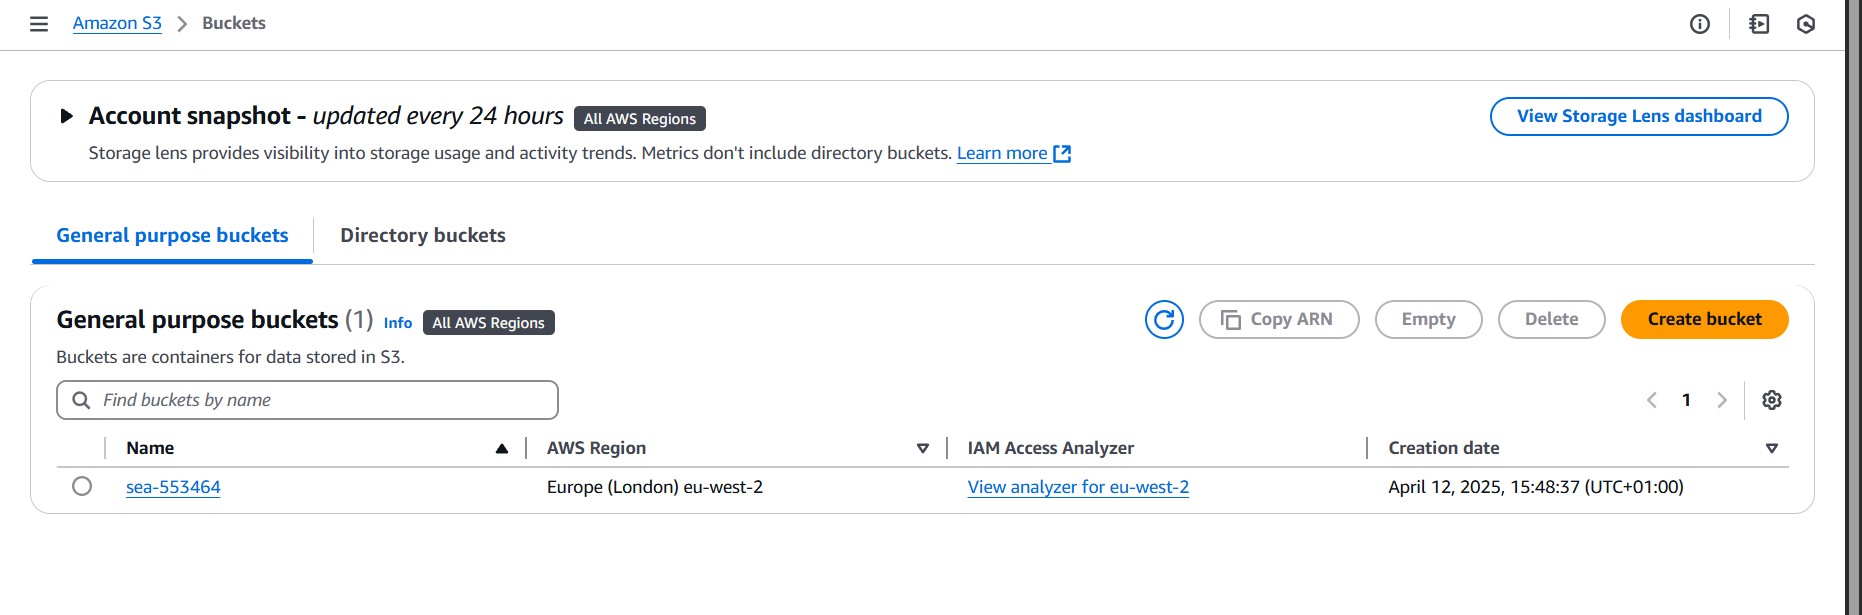 Amazon S3 > Buckets
Account snapshot - updated every 24 hours All AWS Regions
View Storage Lens dashboard
Storage lens provides visibility into storage usage and activity trends. Metrics don't include directory buckets. Learn more
General purpose buckets Directory buckets
General purpose buckets (1) Info All AWS Regions
Copy ARN Empty Delete Create bucket
Buckets are containers for data stored in S3.
Find buckets by name
1
Name AWS Region IAM Access Analyzer Creation date
sea-553464 Europe (London) eu-west-2 View analyzer for eu-west-2 April 12, 2025, 15:48:37 (UTC+01:00)